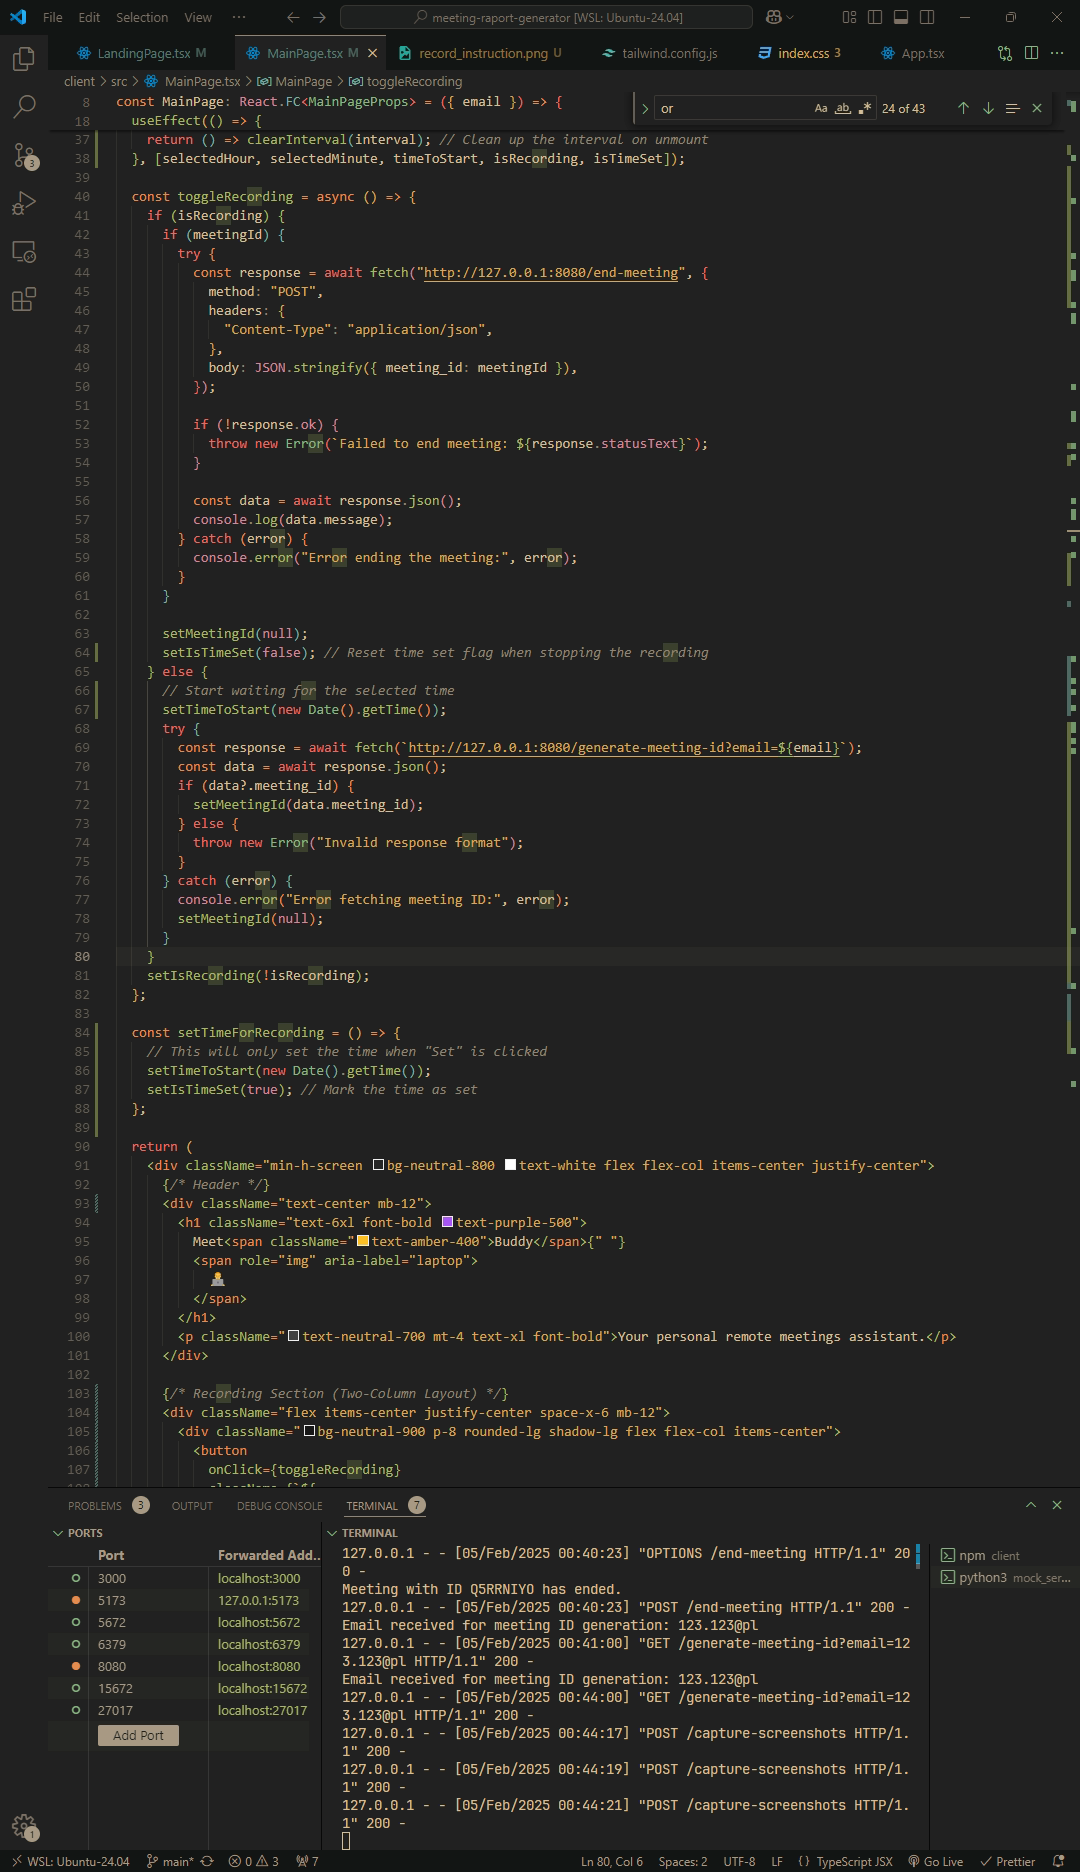 File Edit Selection View ··· meeting-raport-generator [WSL: Ubuntu-24.04]
LandingPage.tsx M MainPage.tsx M record_instruction.png U tailwind.config.js index.css 3 App.tsx
client > src > MainPage.tsx > MainPage > toggleRecording
or Aa ab .* 24 of 43
8 const MainPage: React.FC<MainPageProps> = ({ email }) => {
18 useEffect(() => {
37 return () => clearInterval(interval); // Clean up the interval on unmount
38 }, [selectedHour, selectedMinute, timeToStart, isRecording, isTimeSet]);
39
40 const toggleRecording = async () => {
41 if (isRecording) {
42 if (meetingId) {
43 try {
44 const response = await fetch("http://127.0.0.1:8080/end-meeting", {
45 method: "POST",
46 headers: {
47 "Content-Type": "application/json",
48 },
49 body: JSON.stringify({ meeting_id: meetingId }),
50 });
51
52 if (!response.ok) {
53 throw new Error(`Failed to end meeting: ${response.statusText}`);
54 }
55
56 const data = await response.json();
57 console.log(data.message);
58 } catch (error) {
59 console.error("Error ending the meeting:", error);
60 }
61 }
62
63 setMeetingId(null);
64 setIsTimeSet(false); // Reset time set flag when stopping the recording
65 } else {
66 // Start waiting for the selected time
67 setTimeToStart(new Date().getTime());
68 try {
69 const response = await fetch(`http://127.0.0.1:8080/generate-meeting-id?email=${email}`);
70 const data = await response.json();
71 if (data?.meeting_id) {
72 setMeetingId(data.meeting_id);
73 } else {
74 throw new Error("Invalid response format");
75 }
76 } catch (error) {
77 console.error("Error fetching meeting ID:", error);
78 setMeetingId(null);
79 }
80 }
81 setIsRecording(!isRecording);
82 };
83
84 const setTimeForRecording = () => {
85 // This will only set the time when "Set" is clicked
86 setTimeToStart(new Date().getTime());
87 setIsTimeSet(true); // Mark the time as set
88 };
89
90 return (
91 <div className="min-h-screen bg-neutral-800 text-white flex flex-col items-center justify-center">
92 {/* Header */}
93 <div className="text-center mb-12">
94 <h1 className="text-6xl font-bold text-purple-500">
95 Meet<span className="text-amber-400">Buddy</span>{" "}
96 <span role="img" aria-label="laptop">
97
98 </span>
99 </h1>
100 <p className="text-neutral-700 mt-4 text-xl font-bold">Your personal remote meetings assistant.</p>
101 </div>
102
103 {/* Recording Section (Two-Column Layout) */}
104 <div className="flex items-center justify-center space-x-6 mb-12">
105 <div className="bg-neutral-900 p-8 rounded-lg shadow-lg flex flex-col items-center">
106 <button
107 onClick={toggleRecording}
PROBLEMS 3 OUTPUT DEBUG CONSOLE TERMINAL 7
PORTS
Port Forwarded Add...
3000 localhost:3000
5173 127.0.0.1:5173
5672 localhost:5672
6379 localhost:6379
8080 localhost:8080
15672 localhost:15672
27017 localhost:27017
Add Port
TERMINAL
127.0.0.1 - - [05/Feb/2025 00:40:23] "OPTIONS /end-meeting HTTP/1.1" 20
0 -
Meeting with ID Q5RRNIYO has ended.
127.0.0.1 - - [05/Feb/2025 00:40:23] "POST /end-meeting HTTP/1.1" 200 -
Email received for meeting ID generation: 123.123@pl
127.0.0.1 - - [05/Feb/2025 00:41:00] "GET /generate-meeting-id?email=12
3.123@pl HTTP/1.1" 200 -
Email received for meeting ID generation: 123.123@pl
127.0.0.1 - - [05/Feb/2025 00:44:00] "GET /generate-meeting-id?email=12
3.123@pl HTTP/1.1" 200 -
127.0.0.1 - - [05/Feb/2025 00:44:17] "POST /capture-screenshots HTTP/1.
1" 200 -
127.0.0.1 - - [05/Feb/2025 00:44:19] "POST /capture-screenshots HTTP/1.
1" 200 -
127.0.0.1 - - [05/Feb/2025 00:44:21] "POST /capture-screenshots HTTP/1.
1" 200 -
npm client
python3 mock_ser...
3
1
WSL: Ubuntu-24.04 main* 0 3 7 Ln 80, Col 6 Spaces: 2 UTF-8 LF {} TypeScript JSX Go Live Prettier